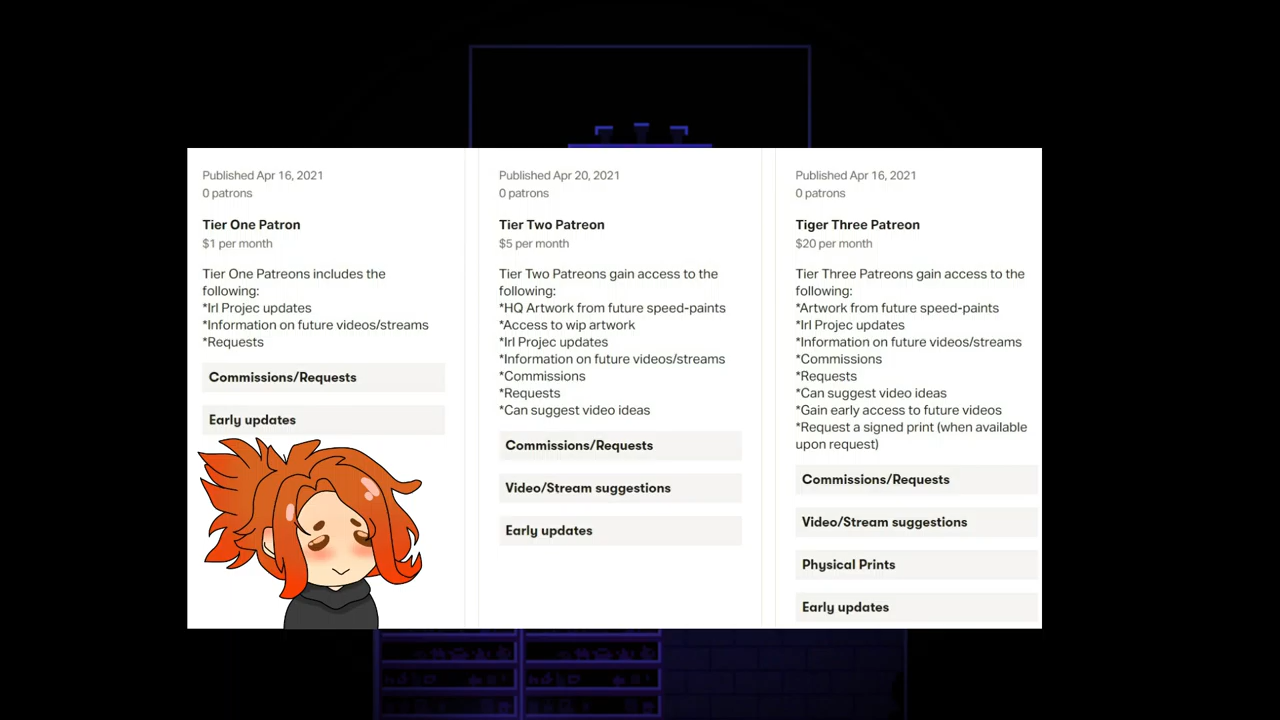 Published Apr 16, 2021
0 patrons
Tier One Patron
$1 per month
Tier One Patreons includes the
following:
*Irl Projec updates
*Information on future videos/streams
*Requests
Commissions/Requests
Early updates
Published Apr 20, 2021
0 patrons
Tier Two Patreon
$5 per month
Tier Two Patreons gain access to the
following:
*HQ Artwork from future speed-paints
*Access to wip artwork
*Irl Projec updates
*Information on future videos/streams
*Commissions
*Requests
*Can suggest video ideas
Commissions/Requests
Video/Stream suggestions
Early updates
Published Apr 16, 2021
0 patrons
Tiger Three Patreon
$20 per month
Tier Three Patreons gain access to the
following:
*Artwork from future speed-paints
*Irl Projec updates
*Information on future videos/streams
*Commissions
*Requests
*Can suggest video ideas
*Gain early access to future videos
*Request a signed print (when available
upon request)
Commissions/Requests
Video/Stream suggestions
Physical Prints
Early updates